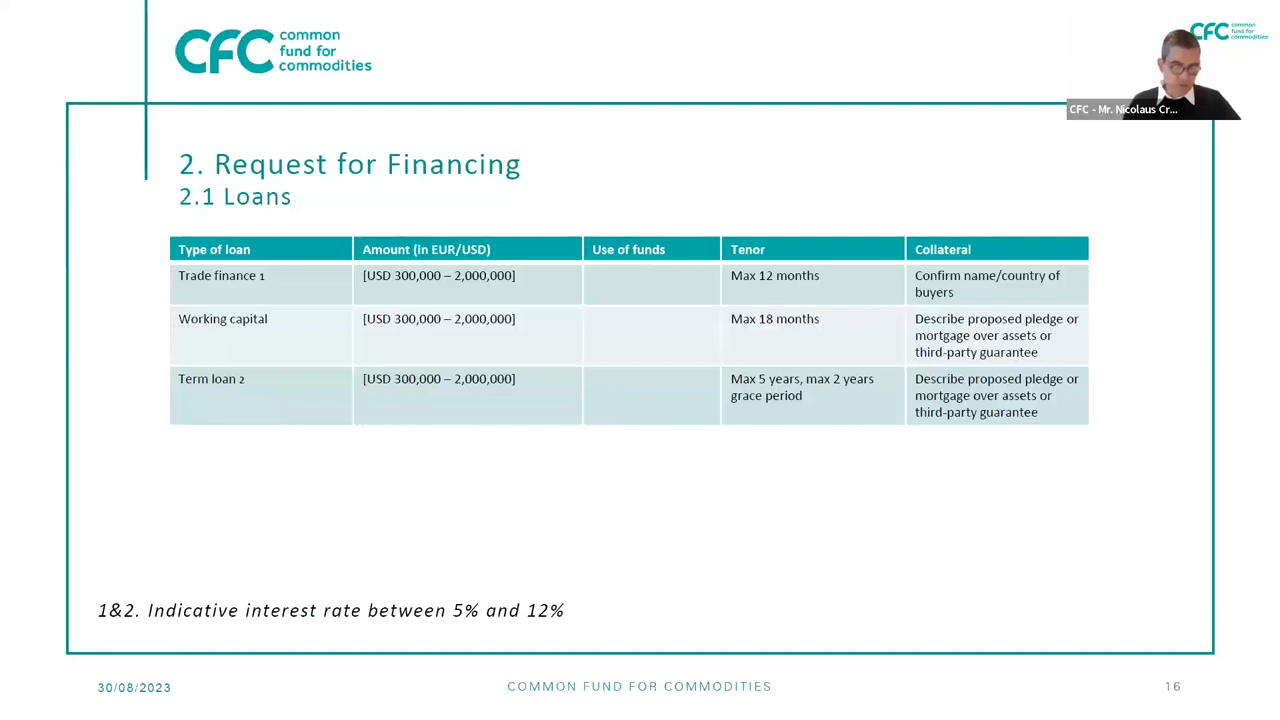 CFC common
fund for
commodities
CFC common
fund for
commodities
CFC - Mr. Nicolaus Cr...
2. Request for Financing
2.1 Loans
Type of loan Amount (in EUR/USD) Use of funds Tenor Collateral
Trade finance 1 [USD 300,000 – 2,000,000] Max 12 months Confirm name/country of
buyers
Working capital [USD 300,000 – 2,000,000] Max 18 months Describe proposed pledge or
mortgage over assets or
third-party guarantee
Term loan 2 [USD 300,000 – 2,000,000] Max 5 years, max 2 years Describe proposed pledge or
grace period mortgage over assets or
third-party guarantee
1&2. Indicative interest rate between 5% and 12%
30/08/2023 COMMON FUND FOR COMMODITIES 16